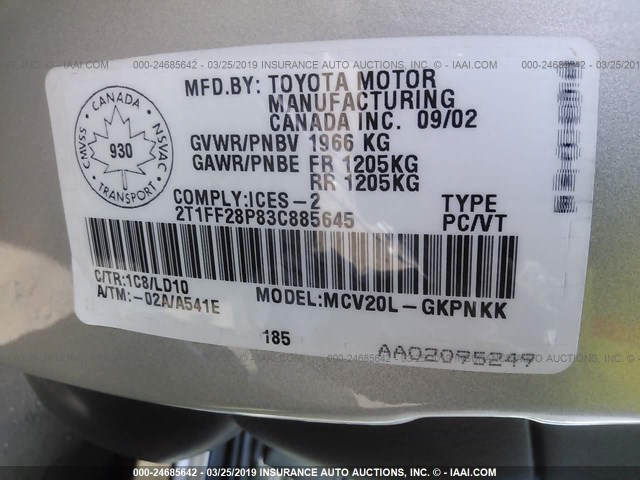 000-24685642 - 03/25/2019 INSURANCE AUTO AUCTIONS, INC. - © IAAI.COM
MFD.BY: TOYOTA MOTOR
MANUFACTURING
CANADA INC. 09/02
GVWR/PNBV 1966 KG
GAWR/PNBE FR 1205KG
RR 1205KG
CANADA
CMVSS
NSVAC
930
TRANSPORT
COMPLY:ICES-2
TYPE
2T1FF28P83C885645
PC/VT
C/TR:1C8/LD10
A/TM:-02A/A541E
MODEL:MCV20L-GKPNKK
185
AA02075247
000-24685642 - 03/25/2019 INSURANCE AUTO AUCTIONS, INC. - © IAAI.COM